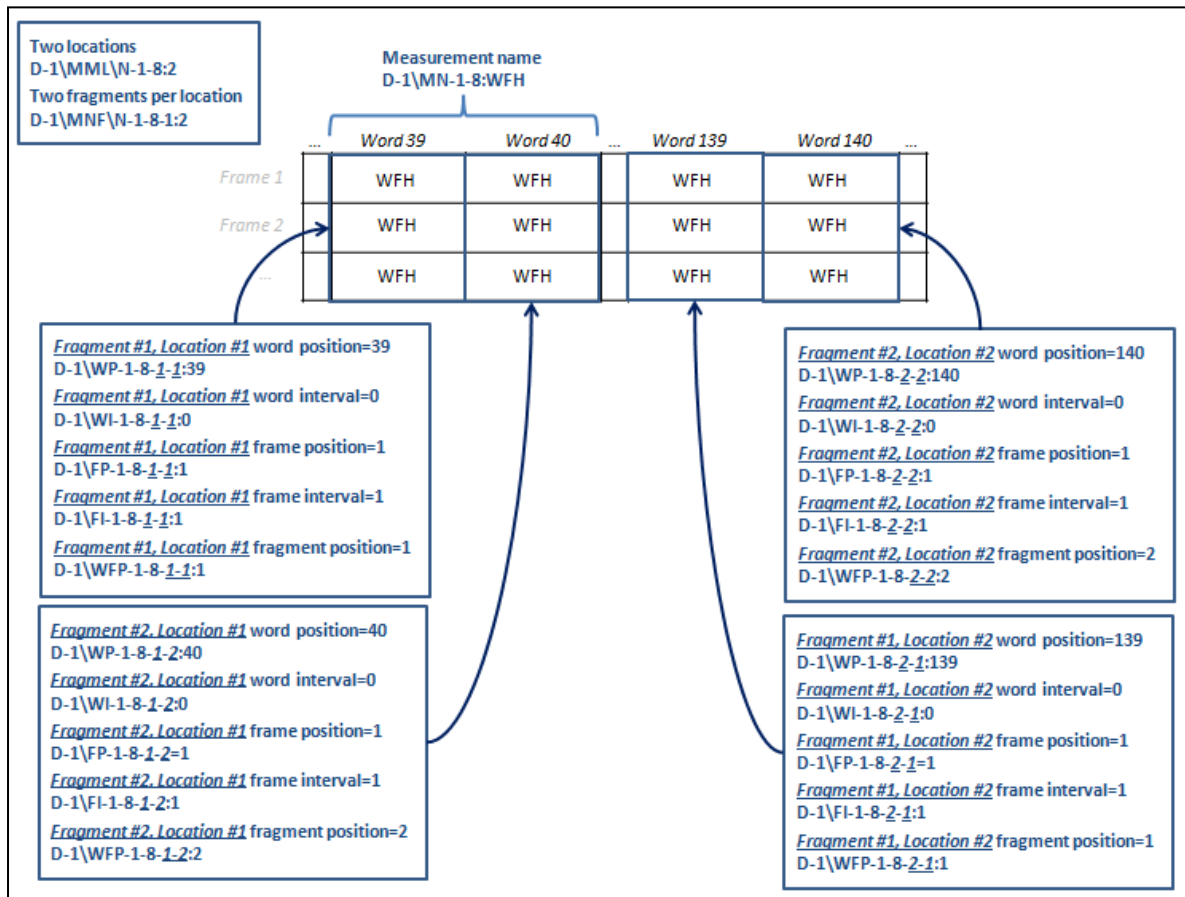 Two locations
D-1\MML\N-1-8:2
Two fragments per location
D-1\MNF\N-1-8-1:2
Measurement name
D-1\MN-1-8:WFH
... Word 39 Word 40 ... Word 139 Word 140 ...
Frame 1 WFH WFH WFH WFH
Frame 2 WFH WFH WFH WFH
... WFH WFH WFH WFH
Fragment #1, Location #1 word position=39
D-1\WP-1-8-1-1:39
Fragment #1, Location #1 word interval=0
D-1\WI-1-8-1-1:0
Fragment #1, Location #1 frame position=1
D-1\FP-1-8-1-1:1
Fragment #1, Location #1 frame interval=1
D-1\FI-1-8-1-1:1
Fragment #1, Location #1 fragment position=1
D-1\WFP-1-8-1-1:1
Fragment #2, Location #2 word position=140
D-1\WP-1-8-2-2:140
Fragment #2, Location #2 word interval=0
D-1\WI-1-8-2-2:0
Fragment #2, Location #2 frame position=1
D-1\FP-1-8-2-2:1
Fragment #2, Location #2 frame interval=1
D-1\FI-1-8-2-2:1
Fragment #2, Location #2 fragment position=2
D-1\WFP-1-8-2-2:2
Fragment #2. Location #1 word position=40
D-1\WP-1-8-1-2:40
Fragment #2. Location #1 word interval=0
D-1\WI-1-8-1-2:0
Fragment #2. Location #1 frame position=1
D-1\FP-1-8-1-2=1
Fragment #2. Location #1 frame interval=1
D-1\FI-1-8-1-2:1
Fragment #2. Location #1 fragment position=2
D-1\WFP-1-8-1-2:2
Fragment #1, Location #2 word position=139
D-1\WP-1-8-2-1:139
Fragment #1, Location #2 word interval=0
D-1\WI-1-8-2-1:0
Fragment #1, Location #2 frame position=1
D-1\FP-1-8-2-1=1
Fragment #1, Location #2 frame interval=1
D-1\FI-1-8-2-1:1
Fragment #1, Location #2 fragment position=1
D-1\WFP-1-8-2-1:1